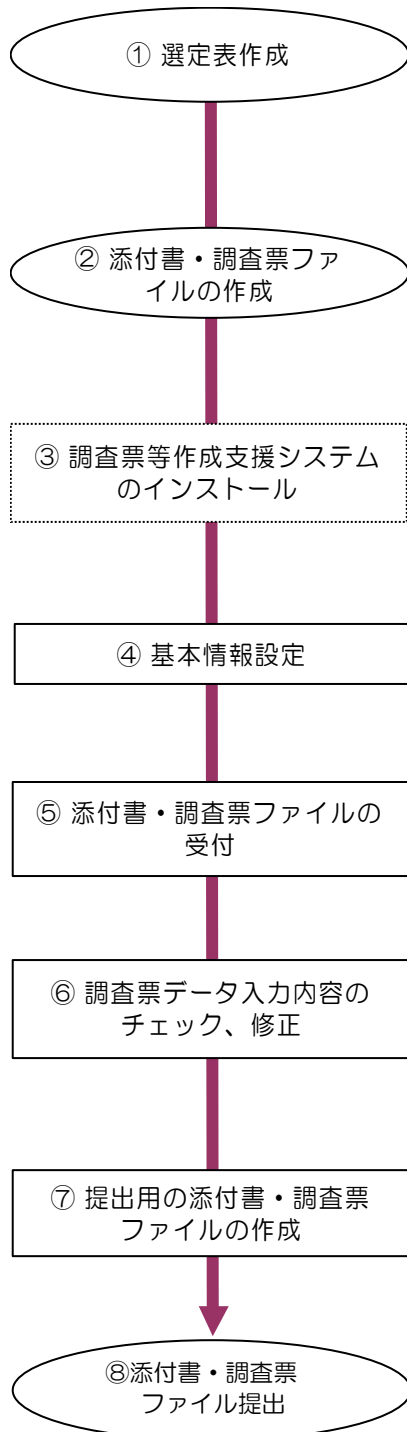 ① 選定表作成
② 添付書・調査票ファ
イルの作成
③ 調査票等作成支援システム
のインストール
④ 基本情報設定
⑤ 添付書・調査票ファイルの
受付
⑥ 調査票データ入力内容の
チェック、修正
⑦ 提出用の添付書・調査票
ファイルの作成
⑧添付書・調査票
ファイル提出